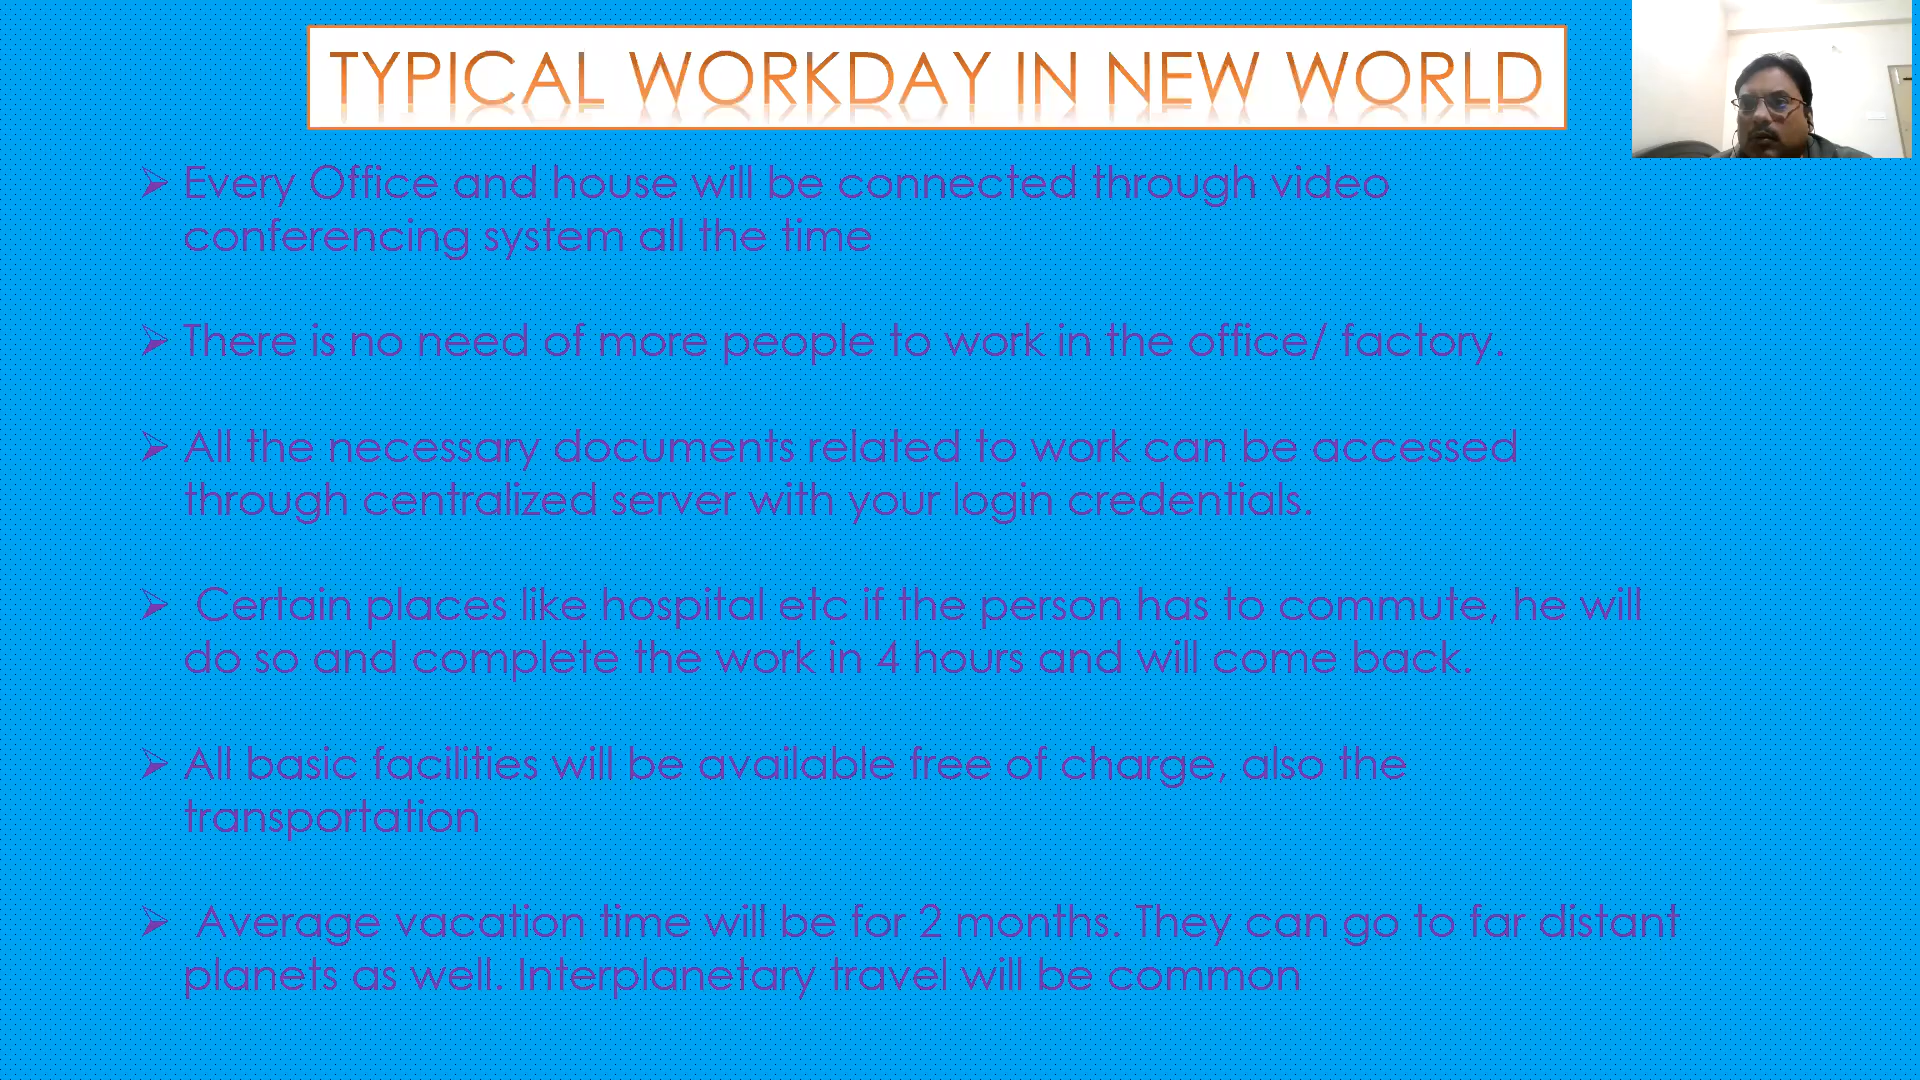 TYPICAL WORKDAY IN NEW WORLD
➢ Every Office and house will be connected through video
conferencing system all the time
➢ There is no need of more people to work in the office/ factory.
➢ All the necessary documents related to work can be accessed
through centralized server with your login credentials.
➢ Certain places like hospital etc if the person has to commute, he will
do so and complete the work in 4 hours and will come back.
➢ All basic facilities will be available free of charge, also the
transportation
➢ Average vacation time will be for 2 months. They can go to far distant
planets as well. Interplanetary travel will be common